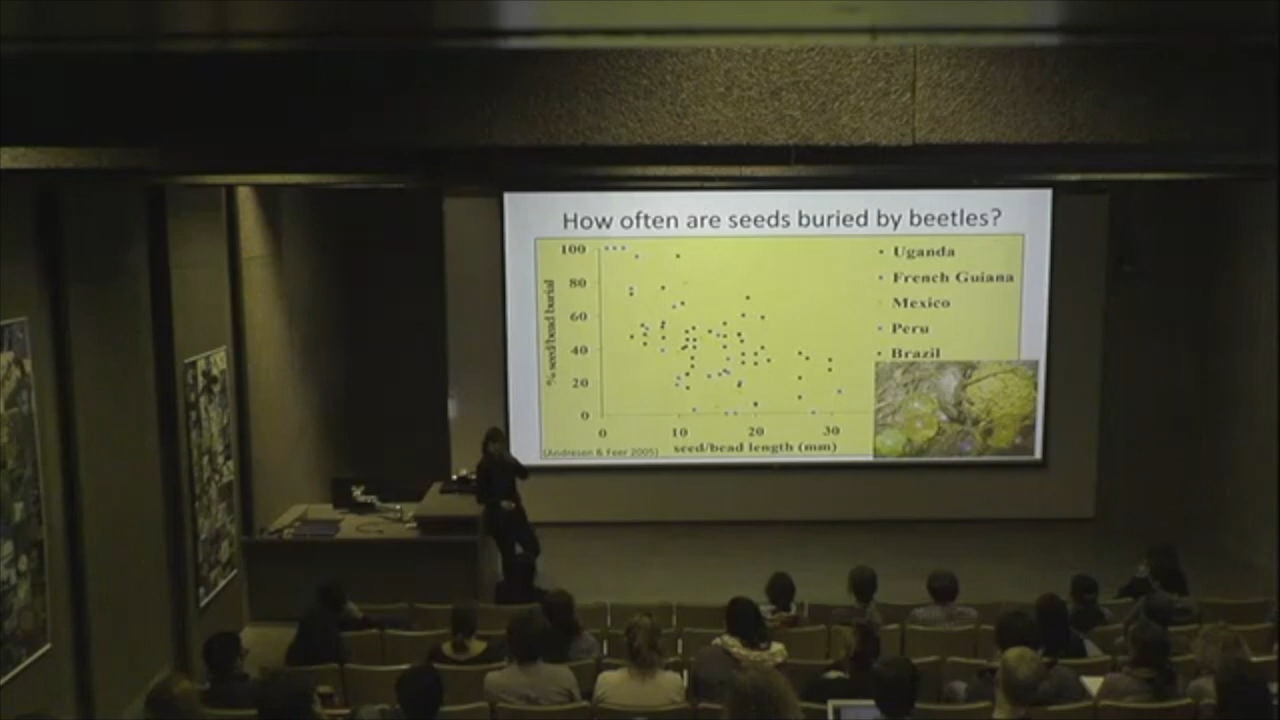 How often are seeds buried by beetles?
100
80
60
40
20
0
% seed/bead burial
0 10 20 30
seed/bead length (mm)
(Andresen & Feer 2005)
• Uganda
• French Guiana
Mexico
• Peru
• Brazil